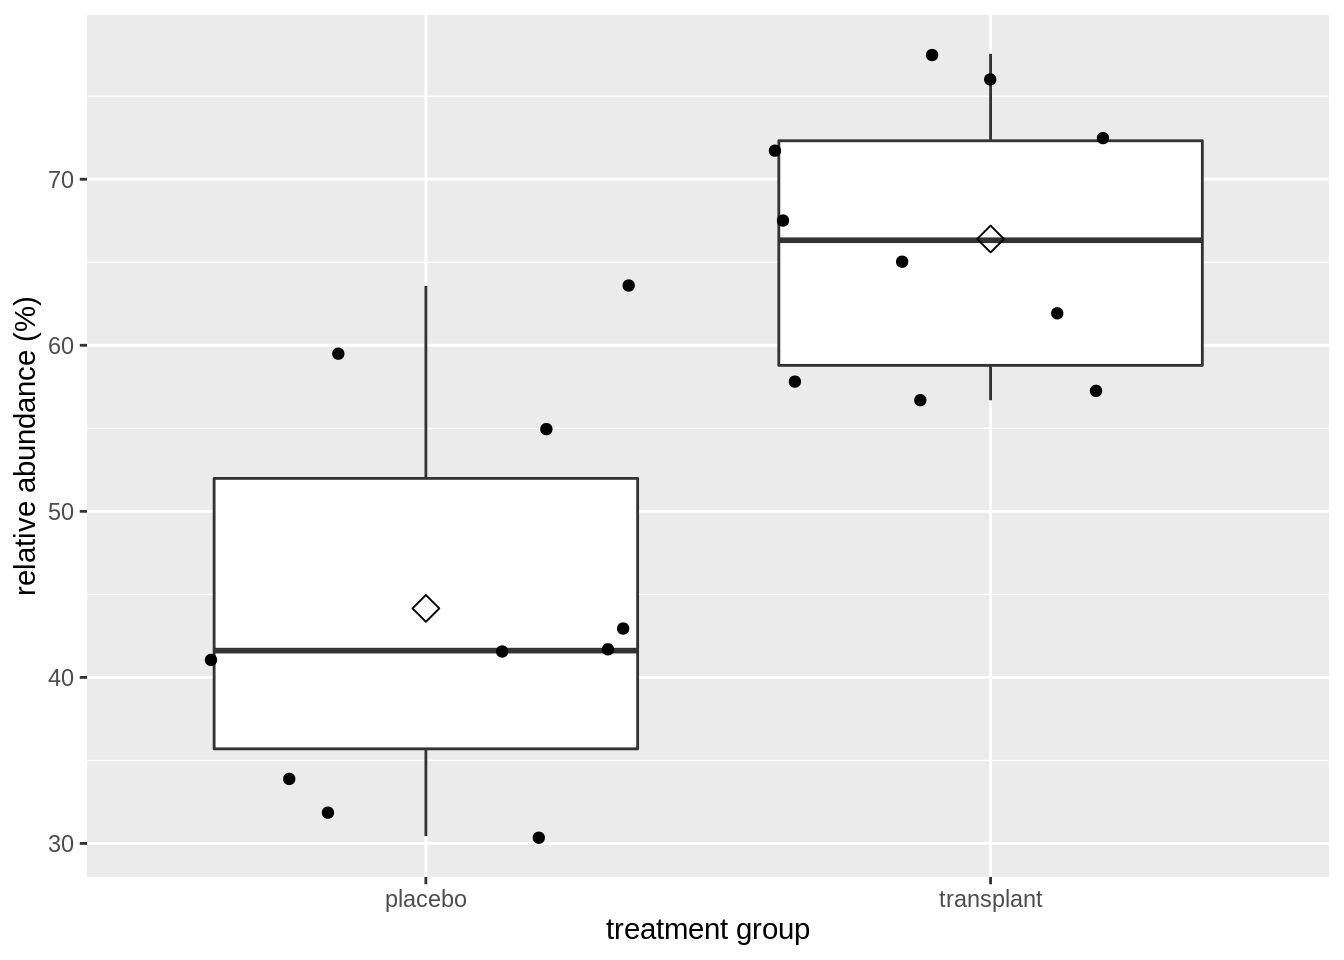 relative abundance (%)
70
60
50
40
30
placebo
transplant
treatment group